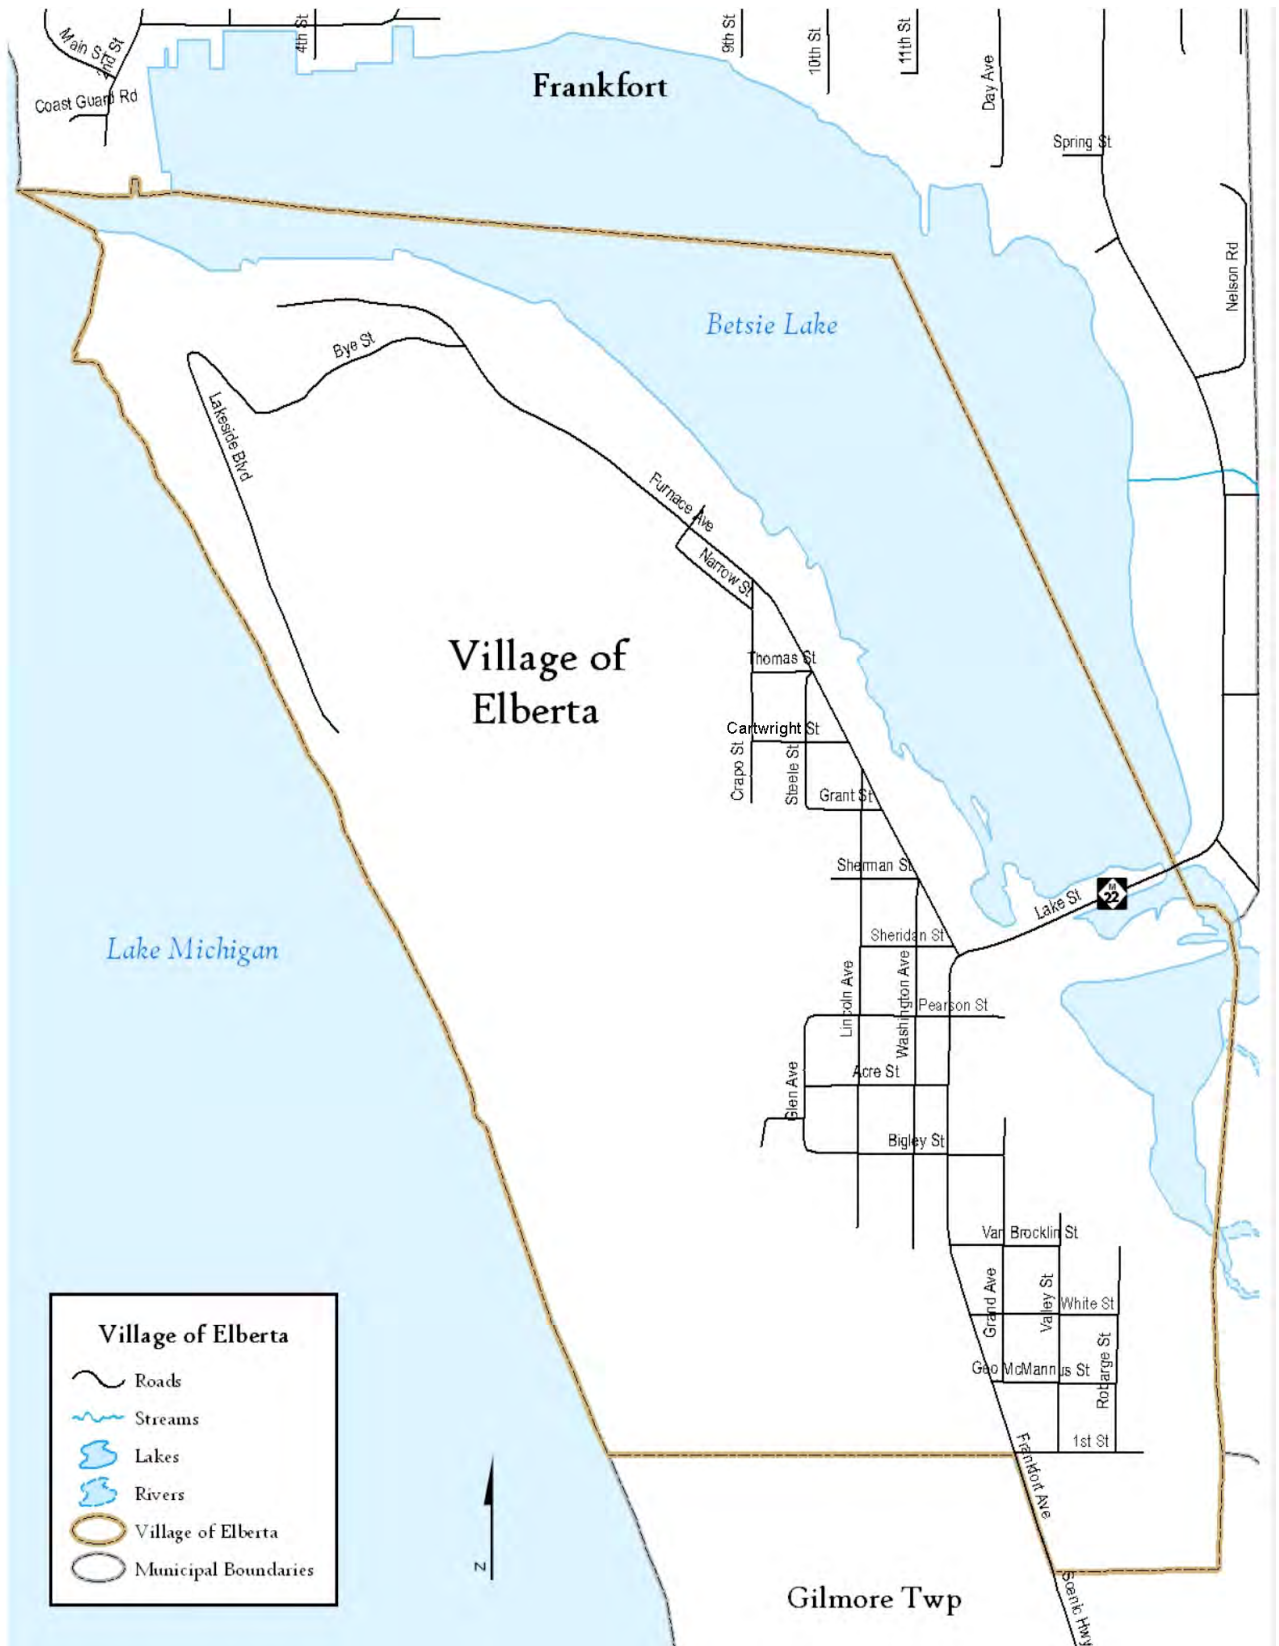 Main St
2nd St
4th St
9th St
10th St
11th St
Day Ave
Coast Guard Rd
Frankfort
Spring St
Nelson Rd
Betsie Lake
Bye St
Lakeside Blvd
Furnace Ave
Narrow St
Village of
Elberta
Thomas St
Cartwright St
Crapo St
Steele St
Grant St
Sherman St
M
22
Lake St
Sheridan St
Lake Michigan
Lincoln Ave
Washington Ave
Pearson St
Acre St
Glen Ave
Bigley St
Van Brocklin St
Grand Ave
Valley St
White St
Geo McMannus St
Robarge St
1st St
Frankfort Ave
Scenic Hwy
Gilmore Twp
Village of Elberta
Roads
Streams
Lakes
Rivers
Village of Elberta
Municipal Boundaries
N